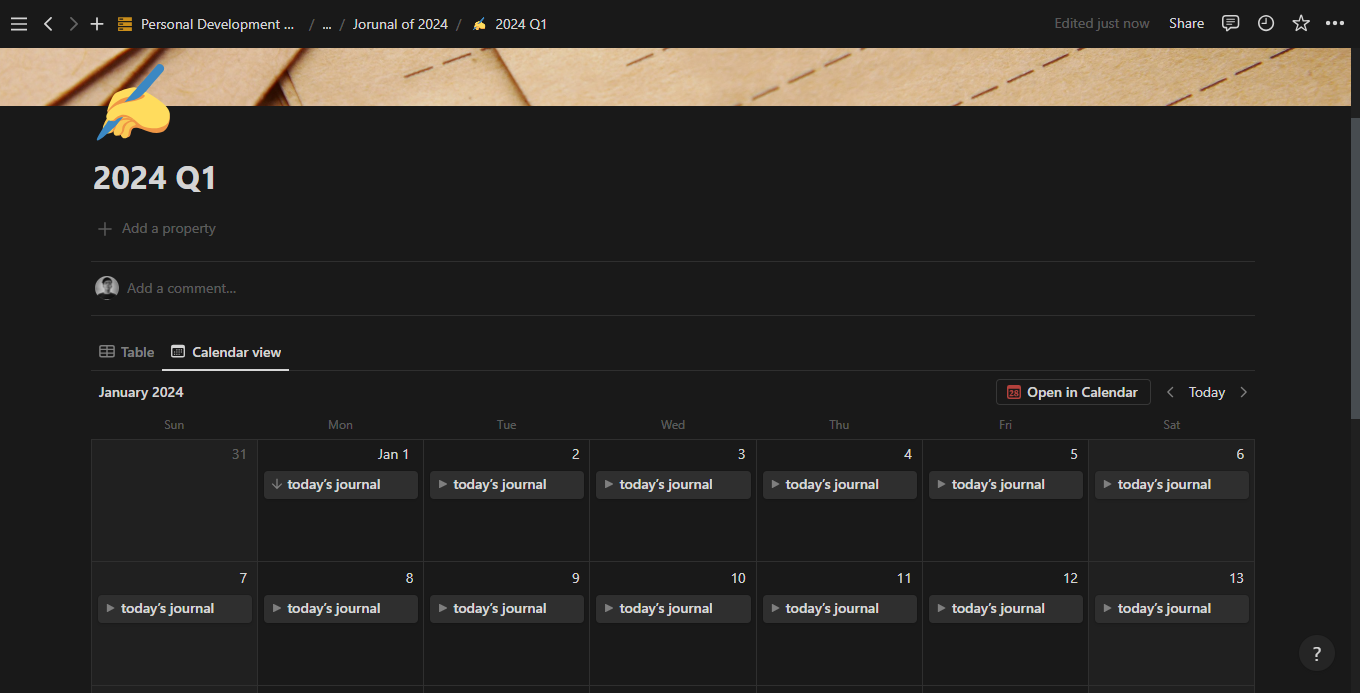 Personal Development ... / ... / Jorunal of 2024 / 2024 Q1 Edited just now Share
2024 Q1
Add a property
Add a comment...
Table Calendar view
January 2024 28 Open in Calendar Today
Sun Mon Tue Wed Thu Fri Sat
31 Jan 1 2 3 4 5 6
today's journal today's journal today's journal today's journal today's journal today's journal
7 8 9 10 11 12 13
today's journal today's journal today's journal today's journal today's journal today's journal today's journal
?